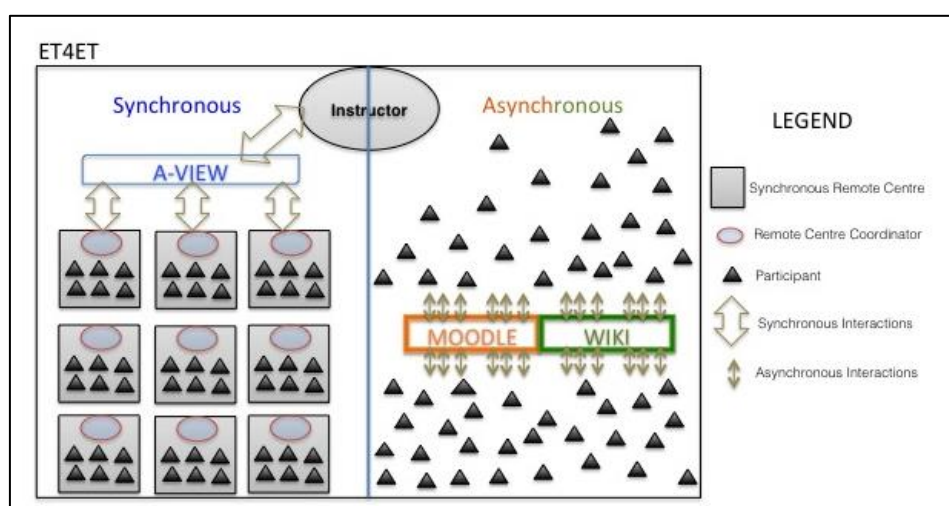 ET4ET
Synchronous
Instructor
Asynchronous
A-VIEW
MOODLE
WIKI
LEGEND
Synchronous Remote Centre
Remote Centre Coordinator
Participant
Synchronous Interactions
Asynchronous Interactions